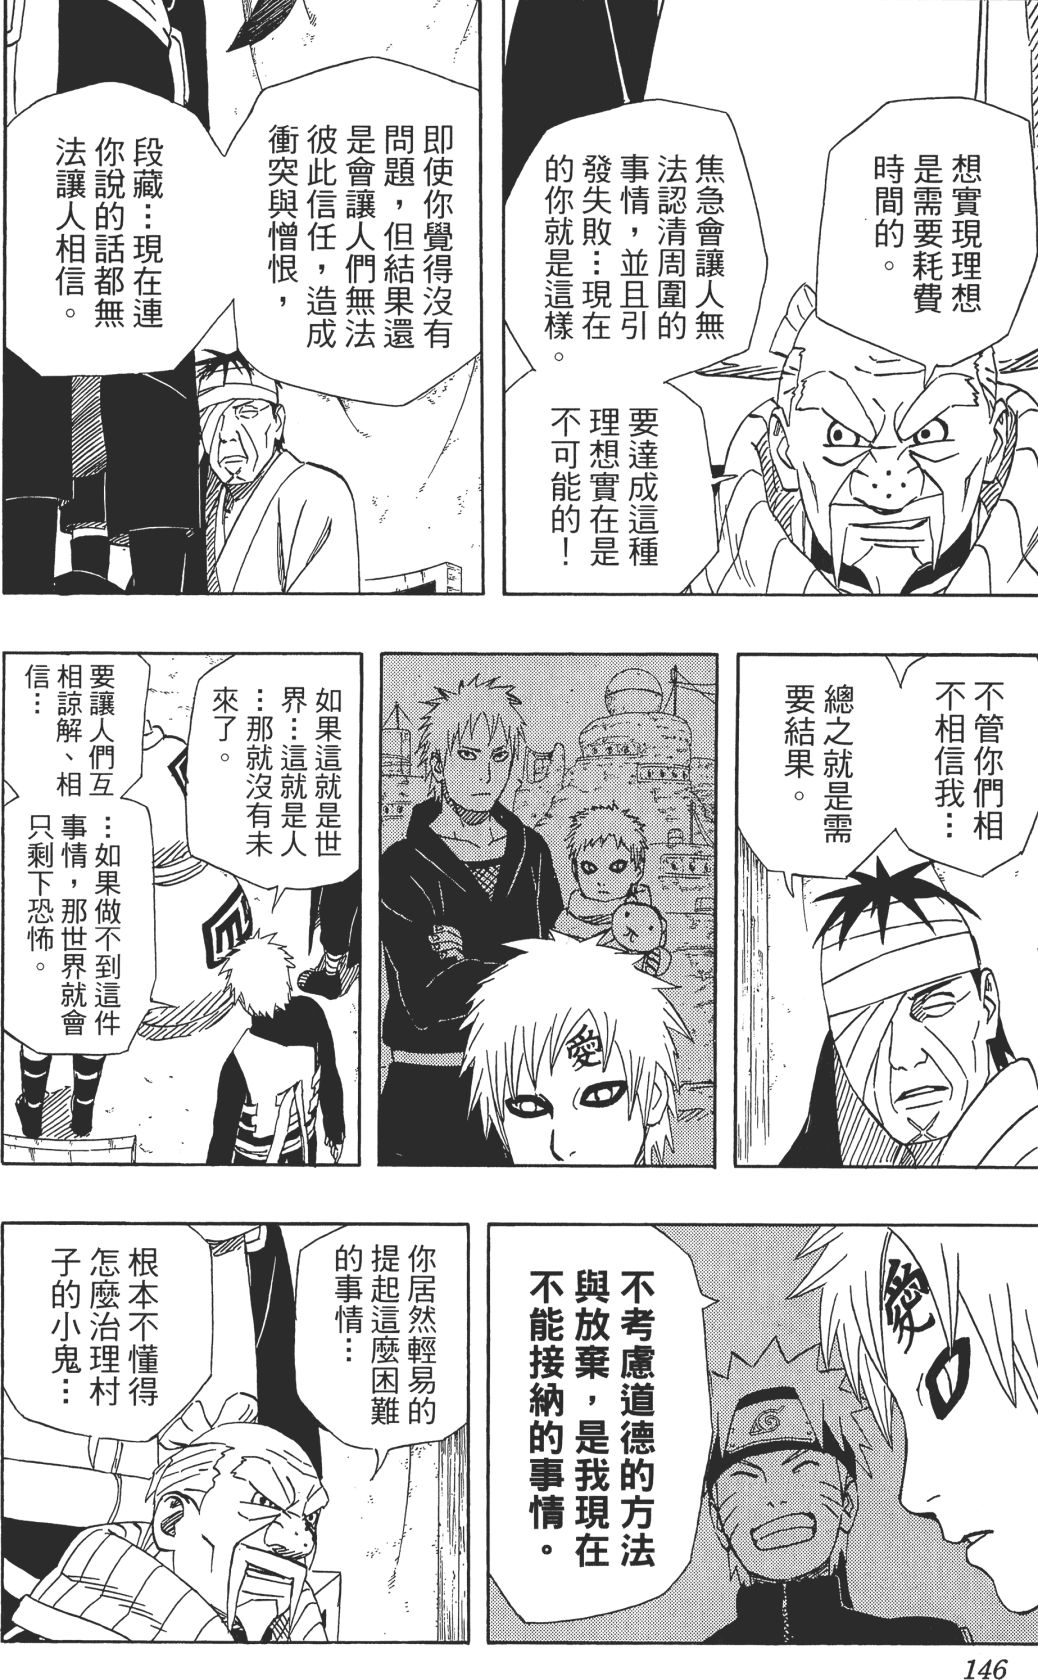 想實現理想
是需要耗費
時間的。
焦急會讓人無
法認清周圍的
事情，並且引
發失敗…現在
的你就是這樣。
要達成這種
理想實在是
不可能的！
即使你覺得沒有
問題，但結果還
是會讓人們無法
彼此信任，造成
衝突與憎恨，
段藏…現在連
你說的話都無
法讓人相信。
不管你們相
不相信我…
總之就是需
要結果。
愛
如果這就是世
界…這就是人
…那就沒有未
來了。
要讓人們互
相諒解、相
信…
…如果做不到這件
事情，那世界就會
只剩下恐怖。
愛
不考慮道德的方法
與放棄，是我現在
不能接納的事情。
你居然輕易的
提起這麼困難
的事情…
根本不懂得
怎麼治理村
子的小鬼…
146